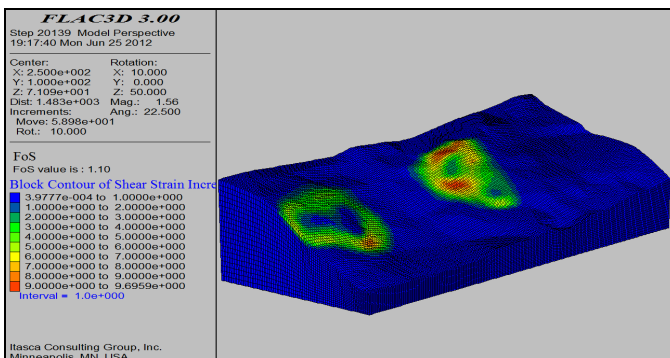 FLAC3D 3.00
Step 20139 Model Perspective
19:17:40 Mon Jun 25 2012
Center: Rotation:
X: 2.500e+002 X: 10.000
Y: 1.000e+002 Y: 0.000
Z: 7.109e+001 Z: 50.000
Dist: 1.483e+003 Mag.: 1.56
Increments: Ang.: 22.500
Move: 5.898e+001
Rot.: 10.000
FoS
FoS value is : 1.10
Block Contour of Shear Strain Incre
3.9777e-004 to 1.0000e+000
1.0000e+000 to 2.0000e+000
2.0000e+000 to 3.0000e+000
3.0000e+000 to 4.0000e+000
4.0000e+000 to 5.0000e+000
5.0000e+000 to 6.0000e+000
6.0000e+000 to 7.0000e+000
7.0000e+000 to 8.0000e+000
8.0000e+000 to 9.0000e+000
9.0000e+000 to 9.6959e+000
Interval = 1.0e+000
Itasca Consulting Group, Inc.
Minneapolis, MN USA